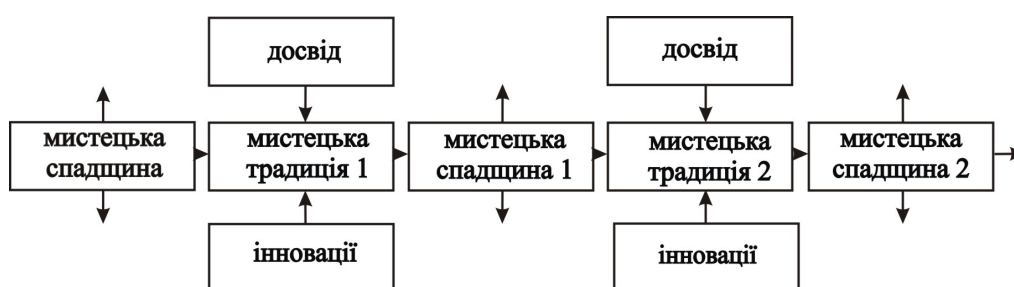 досвід
досвід
мистецька
спадщина
мистецька
традиція 1
мистецька
спадщина 1
мистецька
традиція 2
мистецька
спадщина 2
інновації
інновації